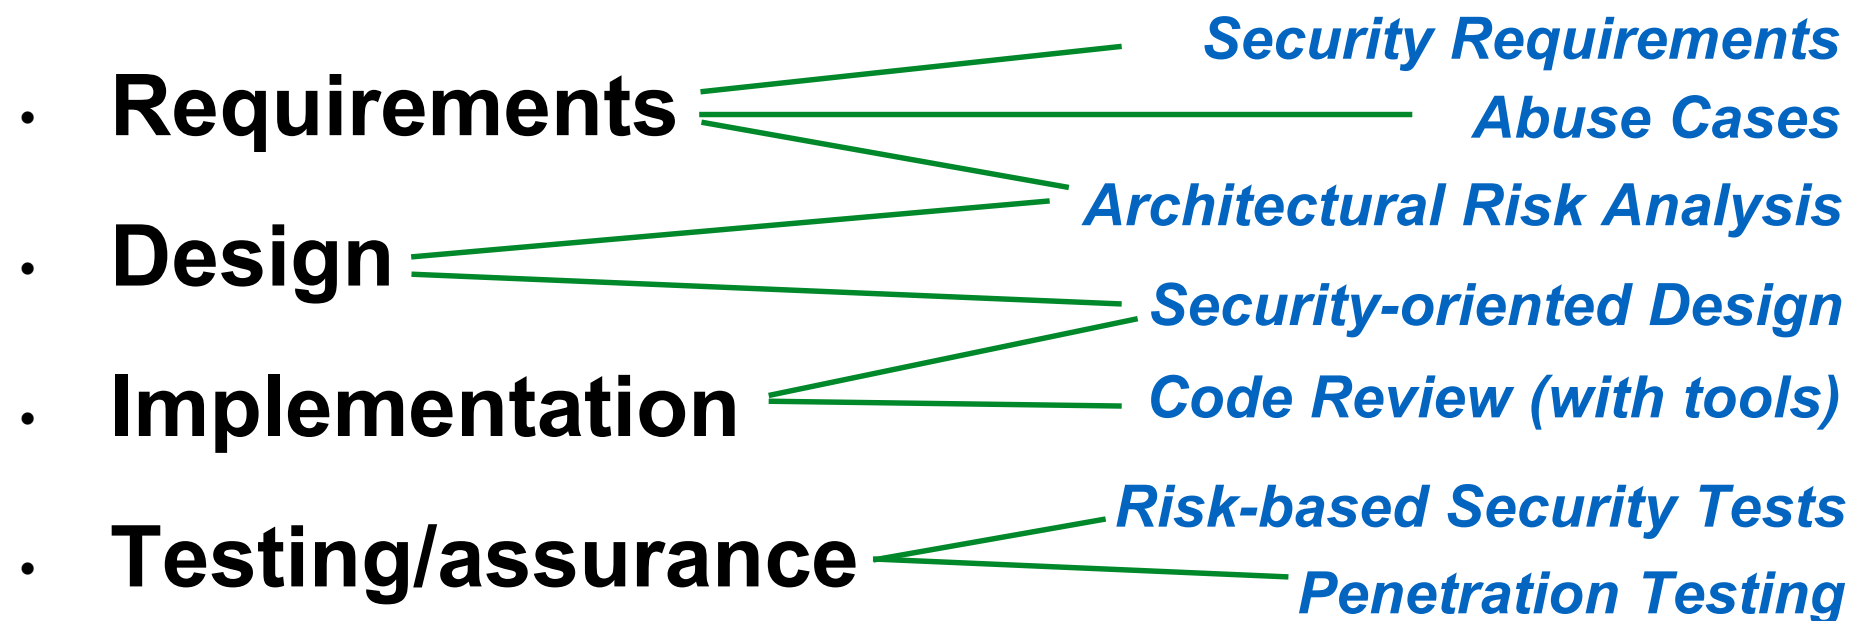 Security Requirements
• Requirements
Abuse Cases
Architectural Risk Analysis
• Design
Security-oriented Design
• Implementation
Code Review (with tools)
Risk-based Security Tests
• Testing/assurance
Penetration Testing